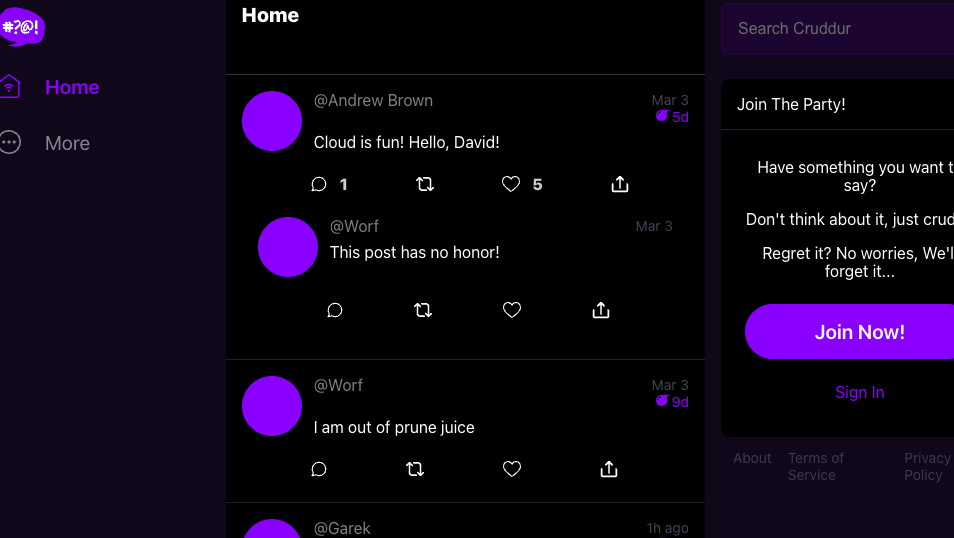 #?@!
Home
More
Home
@Andrew Brown
Mar 3
5d
Cloud is fun! Hello, David!
1
5
@Worf
Mar 3
This post has no honor!
@Worf
Mar 3
9d
I am out of prune juice
@Garek
1h ago
Search Cruddur
Join The Party!
Have something you want t
say?
Don't think about it, just crud
Regret it? No worries, We'l
forget it...
Join Now!
Sign In
About
Terms of
Service
Privacy
Policy